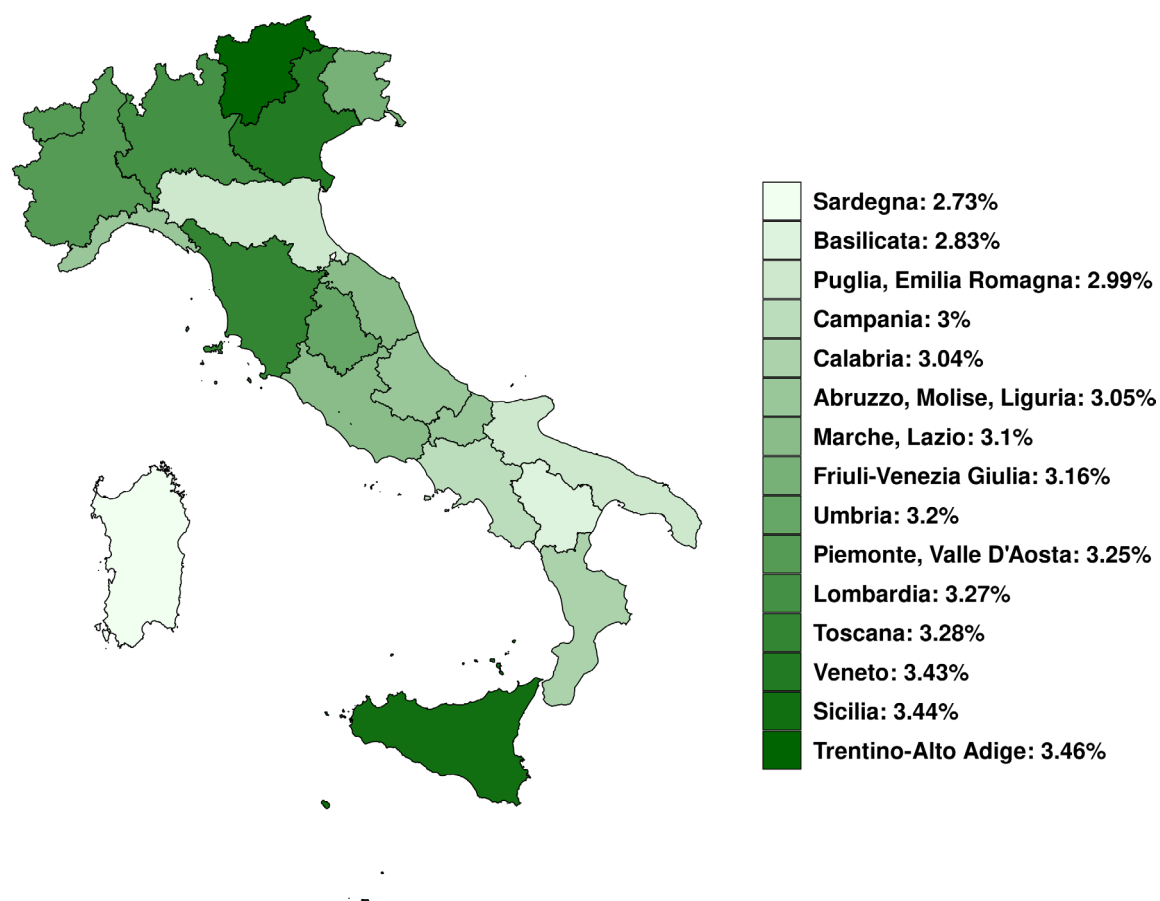 Sardegna: 2.73%
Basilicata: 2.83%
Puglia, Emilia Romagna: 2.99%
Campania: 3%
Calabria: 3.04%
Abruzzo, Molise, Liguria: 3.05%
Marche, Lazio: 3.1%
Friuli-Venezia Giulia: 3.16%
Umbria: 3.2%
Piemonte, Valle D'Aosta: 3.25%
Lombardia: 3.27%
Toscana: 3.28%
Veneto: 3.43%
Sicilia: 3.44%
Trentino-Alto Adige: 3.46%